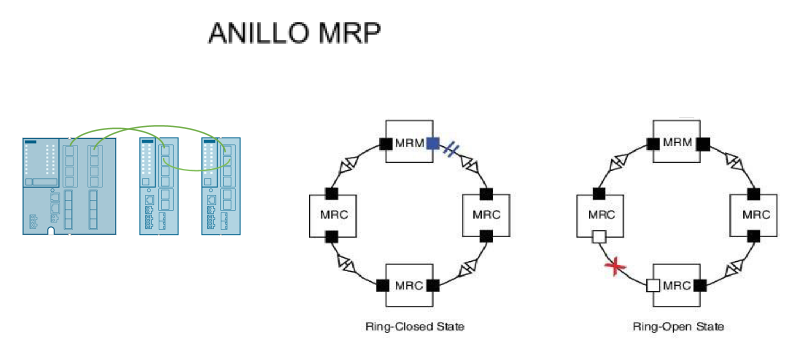 ANILLO MRP
MRM
MRC
MRC
MRC
Ring-Closed State
MRM
MRC
MRC
MRC
Ring-Open State